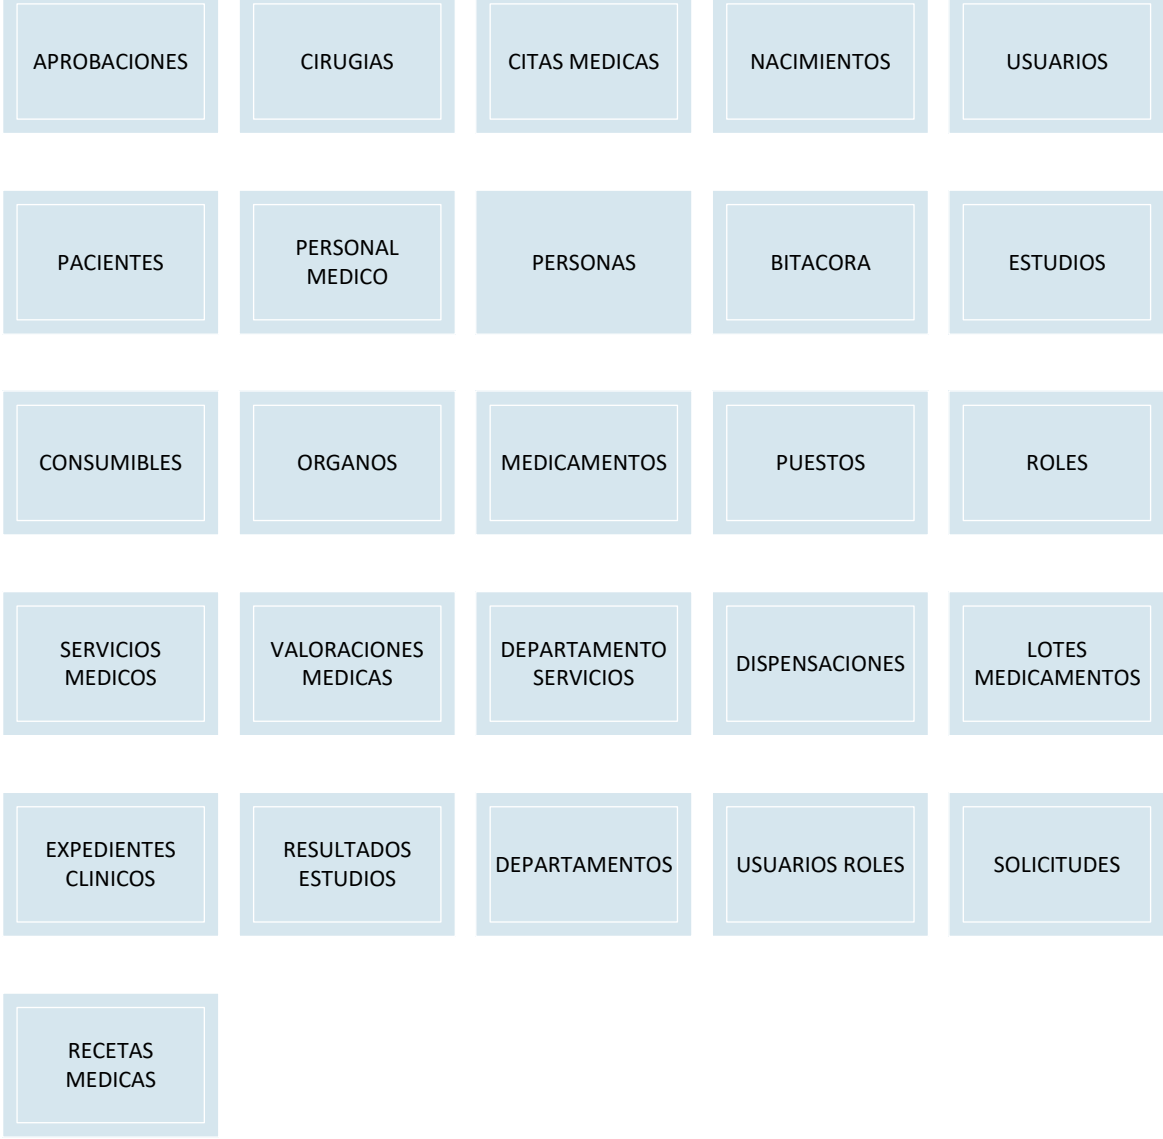 APROBACIONES
CIRUGIAS
CITAS MEDICAS
NACIMIENTOS
USUARIOS
PACIENTES
PERSONAL
MEDICO
PERSONAS
BITACORA
ESTUDIOS
CONSUMIBLES
ORGANOS
MEDICAMENTOS
PUESTOS
ROLES
SERVICIOS
MEDICOS
VALORACIONES
MEDICAS
DEPARTAMENTO
SERVICIOS
DISPENSACIONES
LOTES
MEDICAMENTOS
EXPEDIENTES
CLINICOS
RESULTADOS
ESTUDIOS
DEPARTAMENTOS
USUARIOS ROLES
SOLICITUDES
RECETAS
MEDICAS